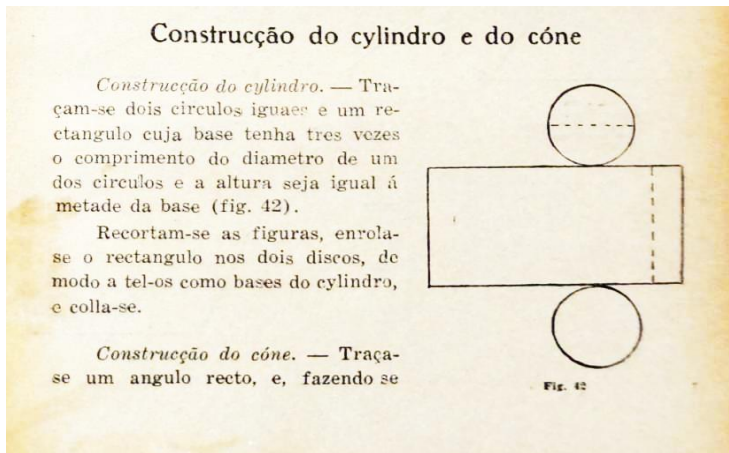 Construcção do cylindro e do cóne
Construcção do cylindro. — Tra-
çam-se dois circulos iguaes e um re-
ctangulo cuja base tenha tres vezes
o comprimento do diametro de um
dos circulos e a altura seja igual á
metade da base (fig. 42).
Recortam-se as figuras, enrola-
se o rectangulo nos dois discos, de
modo a tel-os como bases do cylindro,
e colla-se.
Construcção do cóne. — Traça-
se um angulo recto, e, fazendo se
Fig. 42